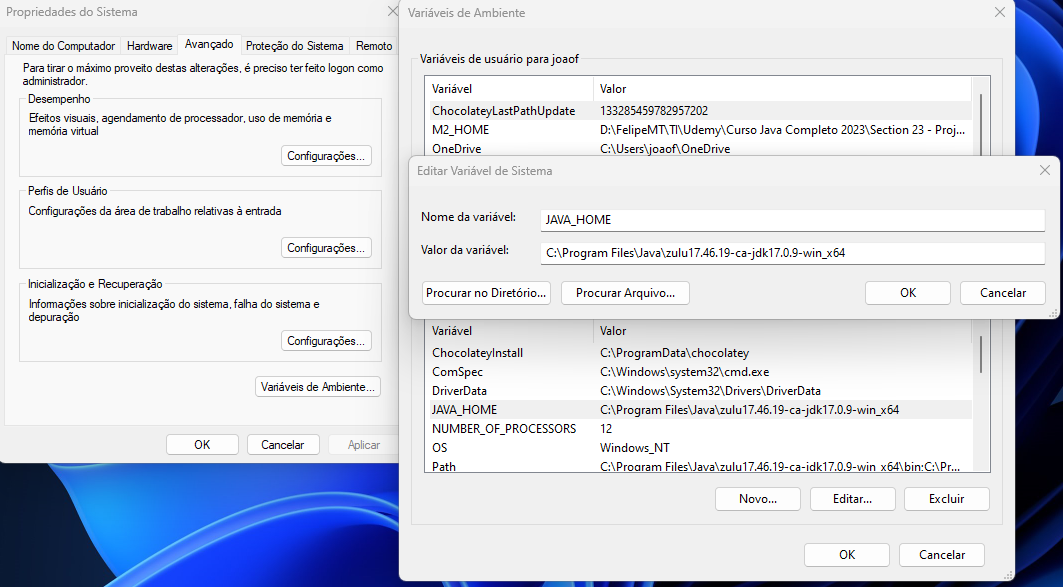 Propriedades do Sistema
Nome do Computador Hardware Avançado Proteção do Sistema Remoto
Para tirar o máximo proveito destas alterações, é preciso ter feito logon como
administrador.
Desempenho
Efeitos visuais, agendamento de processador, uso de memória e
memória virtual
Configurações...
Perfis de Usuário
Configurações da área de trabalho relativas à entrada
Configurações...
Inicialização e Recuperação
Informações sobre inicialização do sistema, falha do sistema e
depuração
Configurações...
Variáveis de Ambiente...
OK Cancelar Aplicar
Variáveis de Ambiente
Variáveis de usuário para joaof
Variável Valor
ChocolateyLastPathUpdate 133285459782957202
M2_HOME D:\FelipeMT\TI\Udemy\Curso Java Completo 2023\Section 23 - Proj...
OneDrive C:\Users\joaof\OneDrive
Editar Variável de Sistema
Nome da variável: JAVA_HOME
Valor da variável: C:\Program Files\Java\zulu17.46.19-ca-jdk17.0.9-win_x64
Procurar no Diretório... Procurar Arquivo... OK Cancelar
Variável Valor
ChocolateyInstall C:\ProgramData\chocolatey
ComSpec C:\Windows\system32\cmd.exe
DriverData C:\Windows\System32\Drivers\DriverData
JAVA_HOME C:\Program Files\Java\zulu17.46.19-ca-jdk17.0.9-win_x64
NUMBER_OF_PROCESSORS 12
OS Windows_NT
Path C:\Program Files\Java\zulu17.46.19-ca-jdk17.0.9-win_x64\bin;C:\Pr...
Novo... Editar... Excluir
OK Cancelar